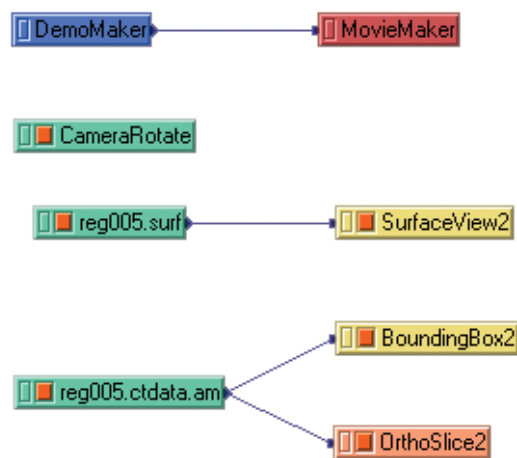 DemoMaker
MovieMaker
CameraRotate
reg005.surf
SurfaceView2
BoundingBox2
reg005.ctdata.am
OrthoSlice2